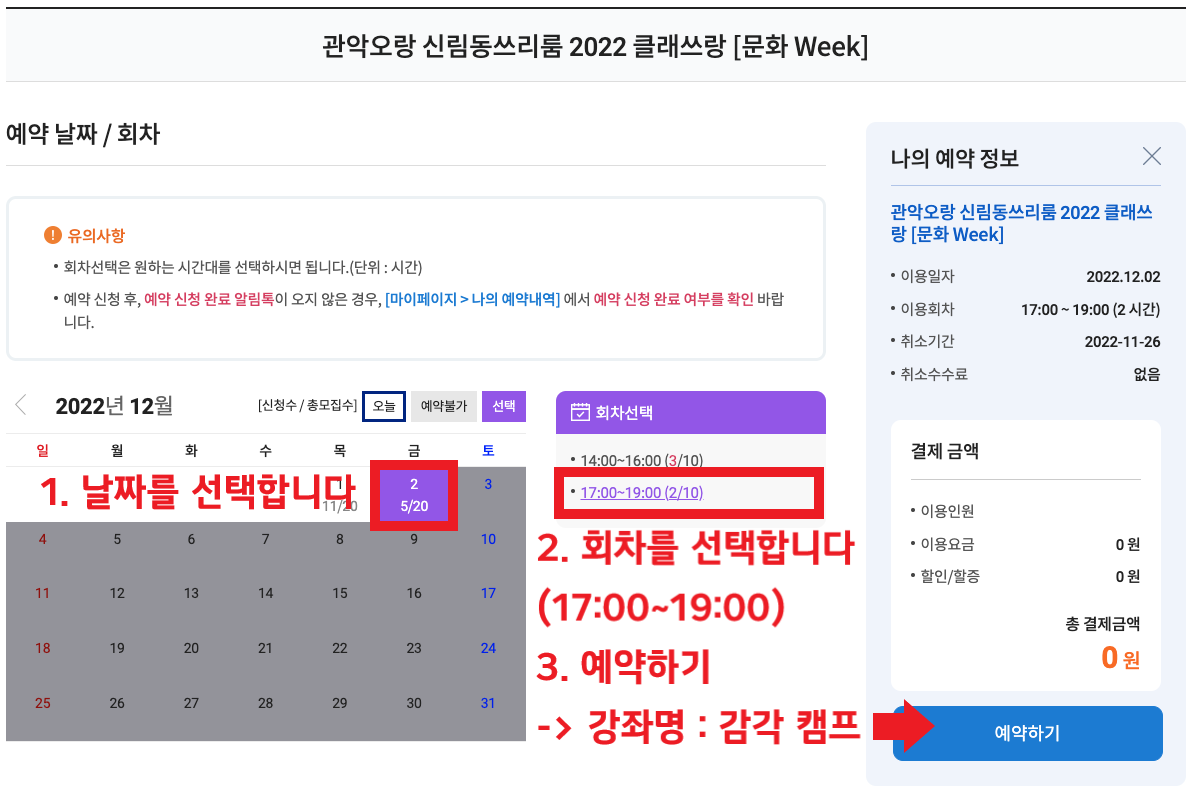 관악오랑 신림동쓰리룸 2022 클래쓰랑 [문화 Week]
예약 날짜 / 회차
! 유의사항
• 회차선택은 원하는 시간대를 선택하시면 됩니다.(단위 : 시간)
• 예약 신청 후, 예약 신청 완료 알림톡이 오지 않은 경우, [마이페이지 > 나의 예약내역] 에서 예약 신청 완료 여부를 확인 바랍
니다.
2022년 12월 [신청수 / 총모집수] 오늘 예약불가 선택
일 월 화 수 목 금 토
1 2 3
11/20 5/20
1. 날짜를 선택합니다
4 5 6 7 8 9 10
11 12 13 14 15 16 17
18 19 20 21 22 23 24
25 26 27 28 29 30 31
회차선택
• 14:00~16:00 (3/10)
• 17:00~19:00 (2/10)
2. 회차를 선택합니다
(17:00~19:00)
3. 예약하기
-> 강좌명 : 감각 캠프
나의 예약 정보
관악오랑 신림동쓰리룸 2022 클래쓰
랑 [문화 Week]
• 이용일자 2022.12.02
• 이용회차 17:00 ~ 19:00 (2 시간)
• 취소기간 2022-11-26
• 취소수수료 없음
결제 금액
• 이용인원
• 이용요금 0 원
• 할인/할증 0 원
총 결제금액
0 원
예약하기